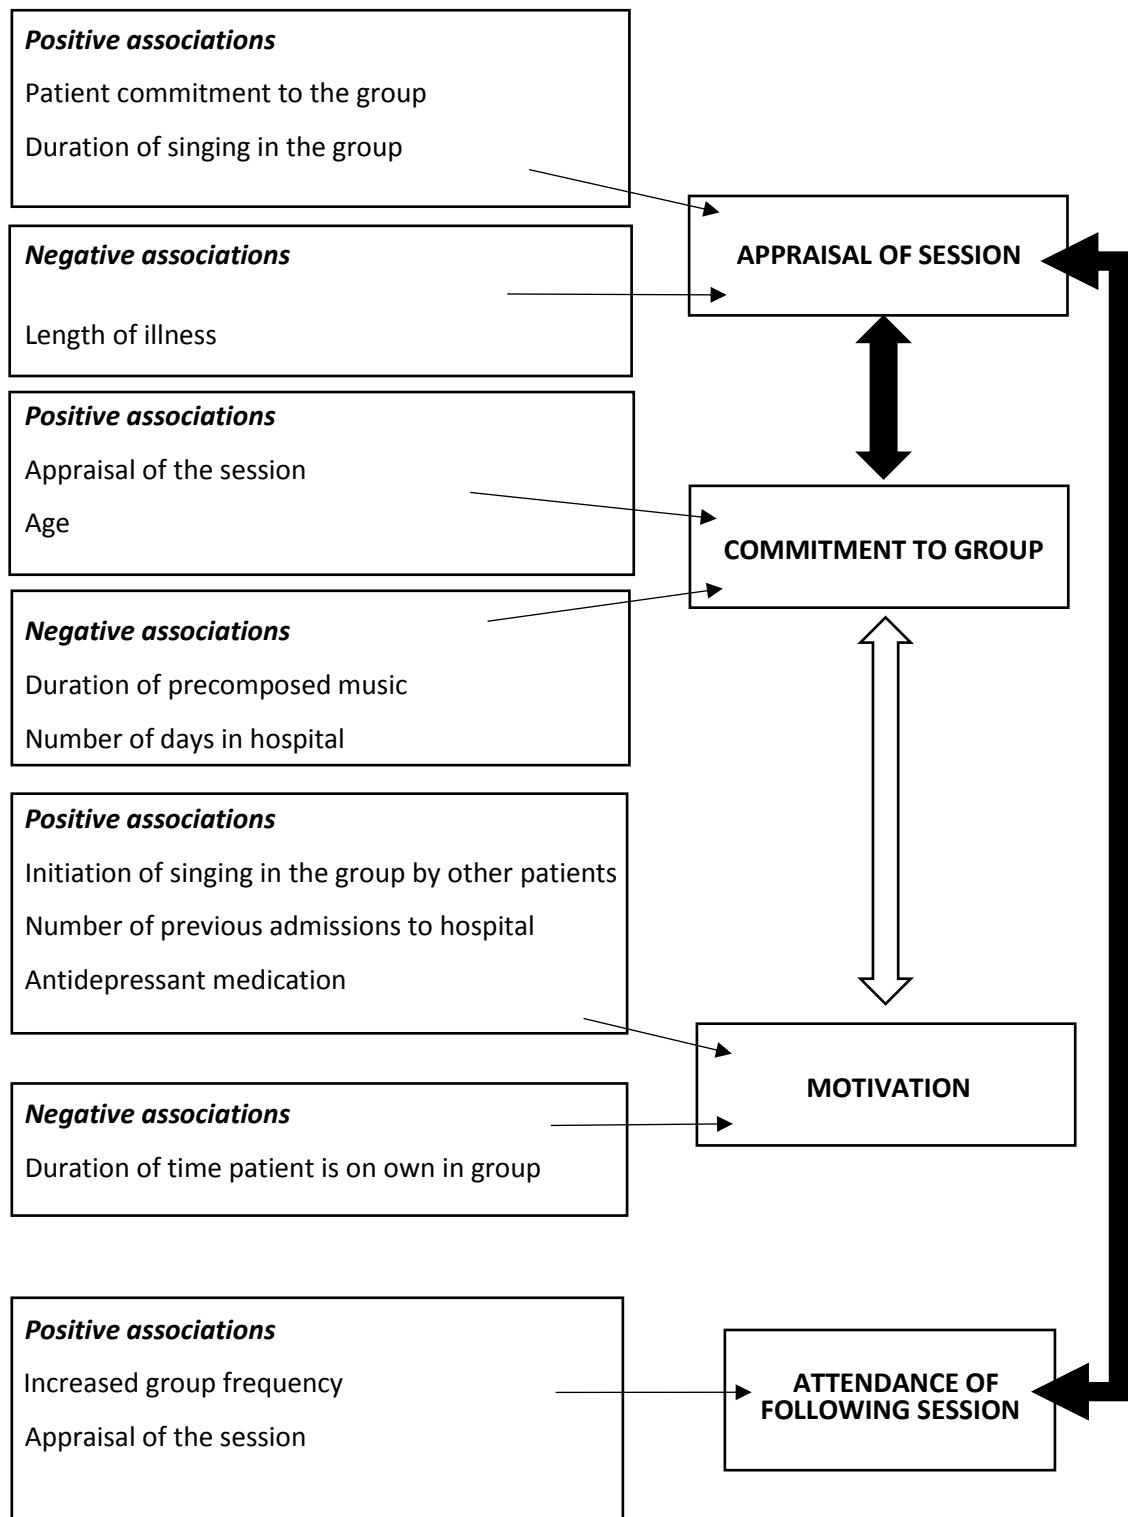 Positive associations
Patient commitment to the group
Duration of singing in the group
APPRAISAL OF SESSION
Negative associations
Length of illness
Positive associations
Appraisal of the session
Age
COMMITMENT TO GROUP
Negative associations
Duration of precomposed music
Number of days in hospital
Positive associations
Initiation of singing in the group by other patients
Number of previous admissions to hospital
Antidepressant medication
MOTIVATION
Negative associations
Duration of time patient is on own in group
Positive associations
Increased group frequency
Appraisal of the session
ATTENDANCE OF
FOLLOWING SESSION